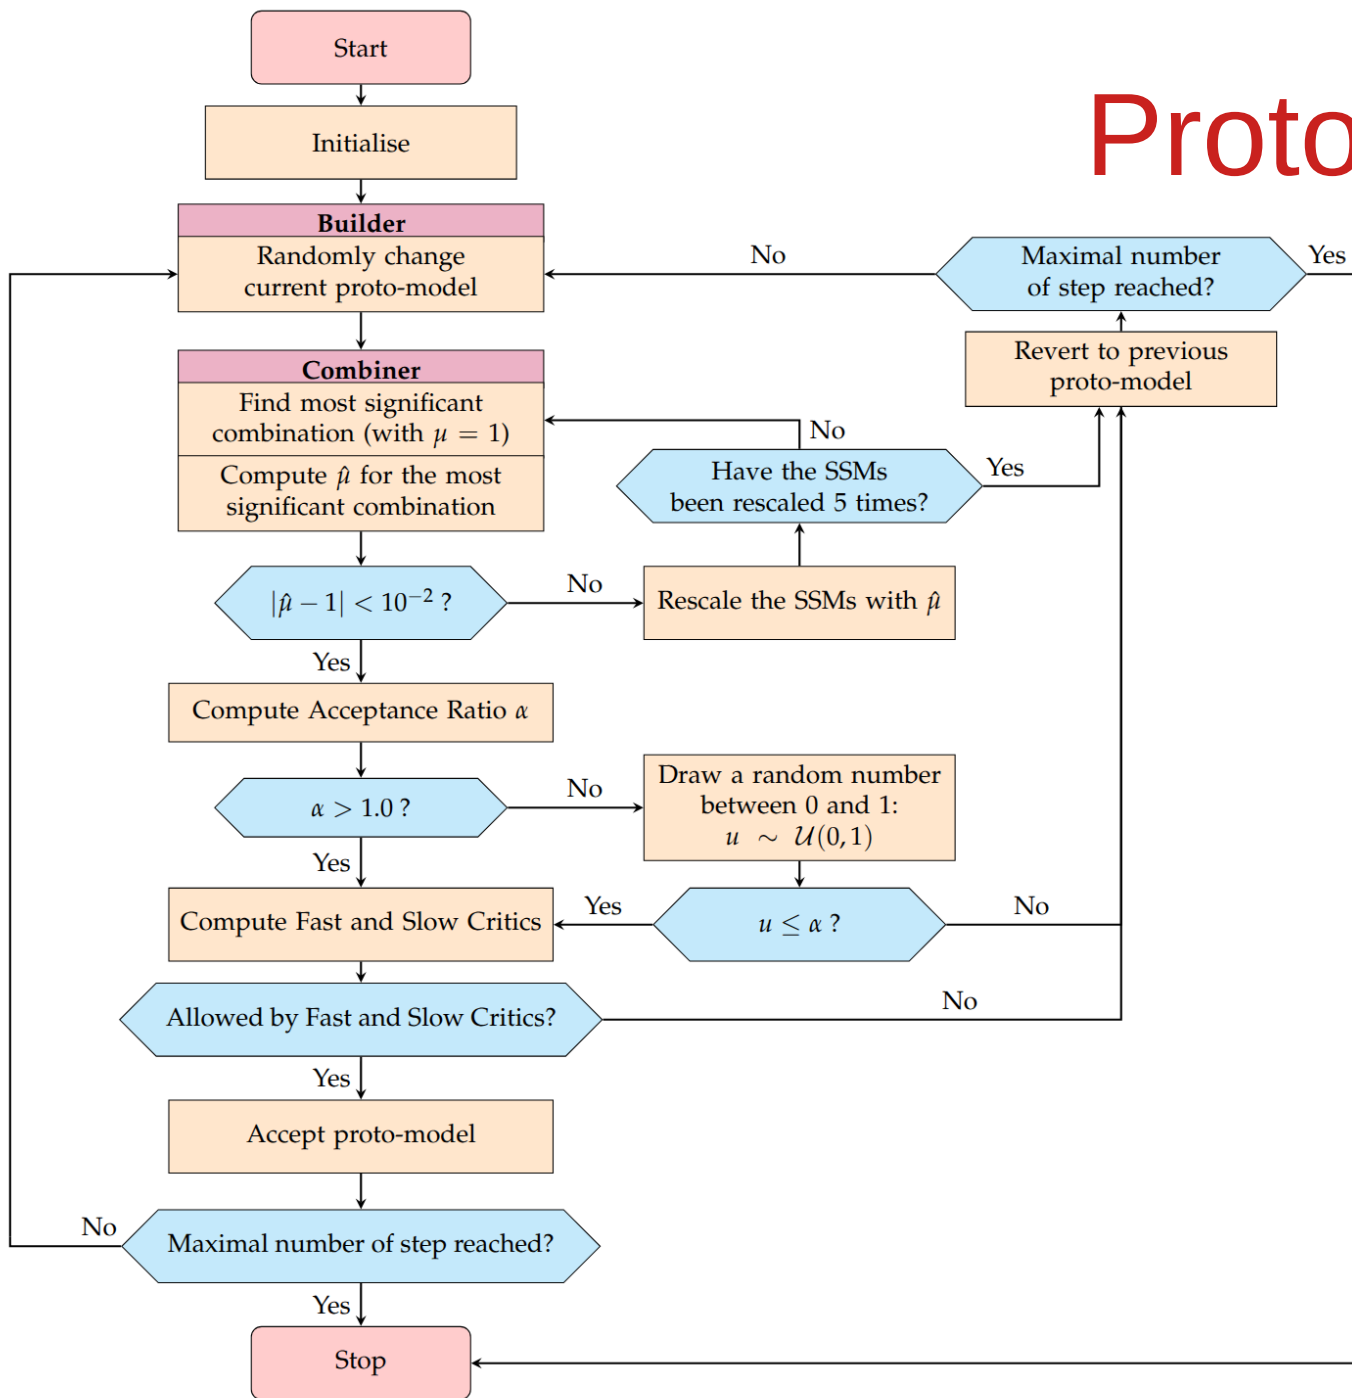 Start
Proto
Initialise
Builder
Randomly change
current proto-model
No
Maximal number
of step reached?
Yes
Revert to previous
proto-model
Combiner
Find most significant
combination (with μ = 1)
Compute μ̂ for the most
significant combination
No
Have the SSMs
been rescaled 5 times?
Yes
|μ̂ − 1| < 10⁻² ?
No
Rescale the SSMs with μ̂
Yes
Compute Acceptance Ratio α
α > 1.0 ?
No
Draw a random number
between 0 and 1:
u ∼ 𝒰(0, 1)
Yes
Compute Fast and Slow Critics
Yes
u ≤ α ?
No
Allowed by Fast and Slow Critics?
No
Yes
Accept proto-model
No
Maximal number of step reached?
Yes
Stop